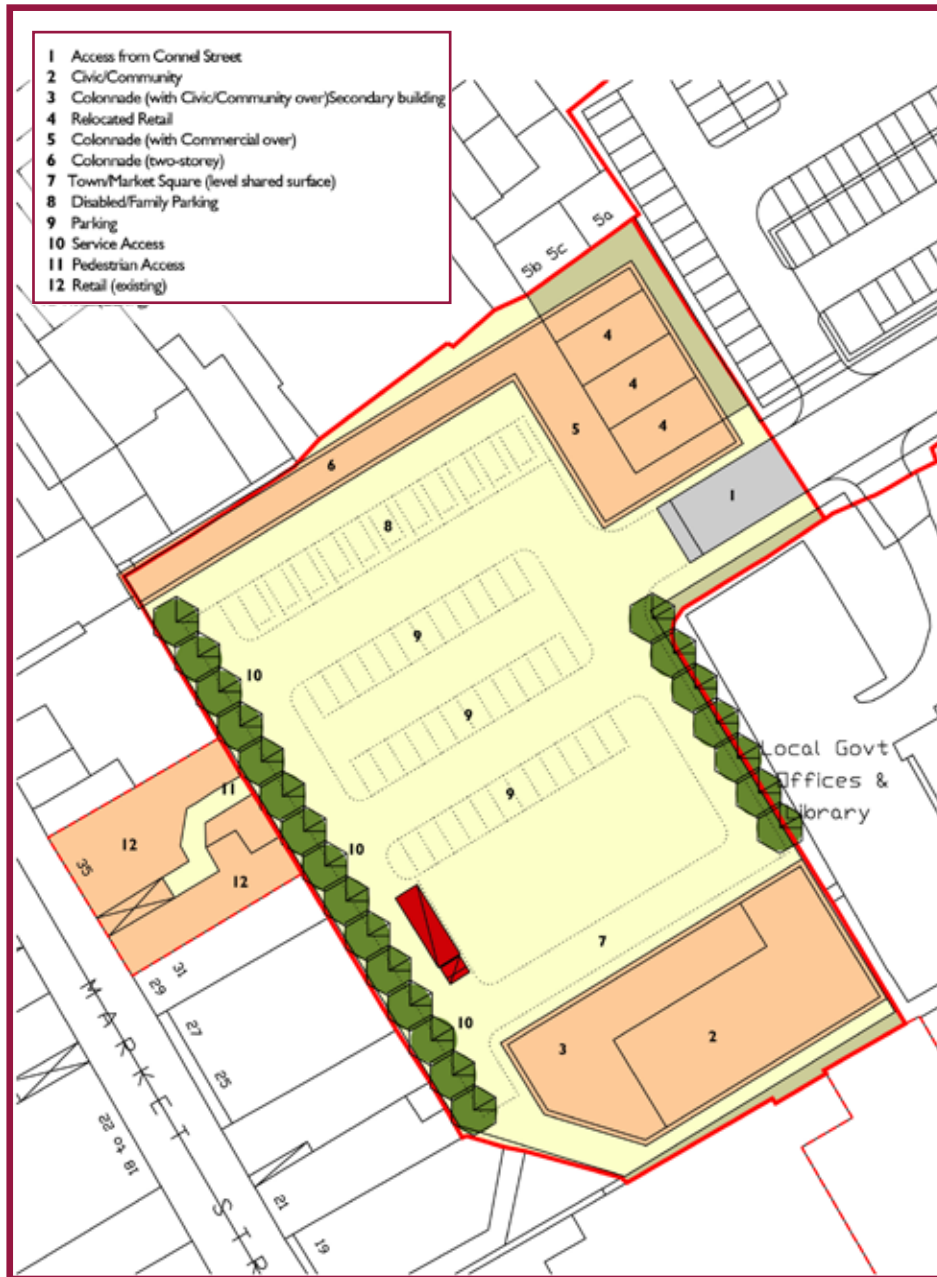 1 Access from Connel Street
2 Civic/Community
3 Colonnade (with Civic/Community over)Secondary building
4 Relocated Retail
5 Colonnade (with Commercial over)
6 Colonnade (two-storey)
7 Town/Market Square (level shared surface)
8 Disabled/Family Parking
9 Parking
10 Service Access
11 Pedestrian Access
12 Retail (existing)
5a
5b 5c
4
4
4
5
6
1
8
9
10
9
Local Govt
Offices &
Library
11
9
12
10
35
12
7
31
29
10
3
2
27
25
18 to 22
21
19
MARKET STR